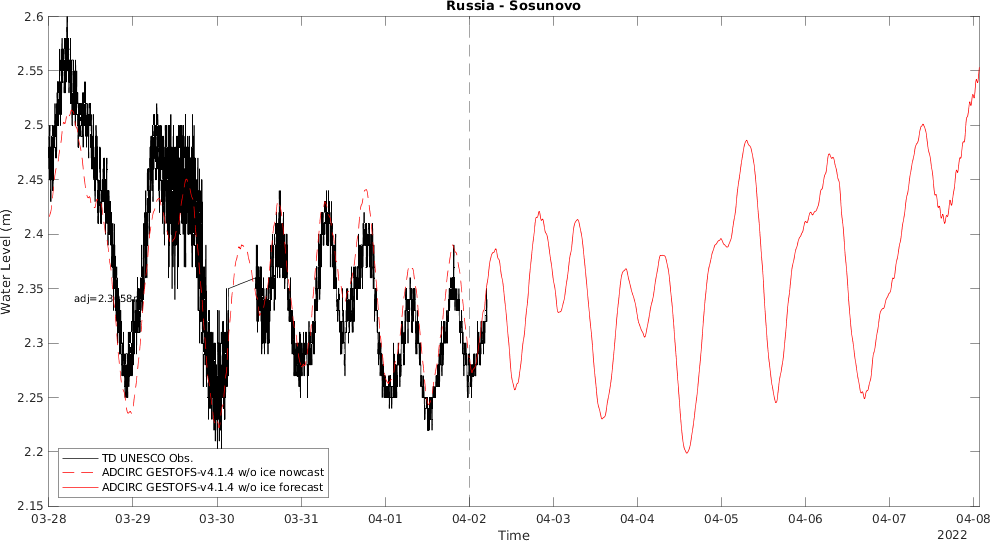 Russia - Sosunovo
2.6
2.55
2.5
2.45
2.4
2.35
2.3
2.25
2.2
2.15
Water Level (m)
TD UNESCO Obs.
ADCIRC GESTOFS-v4.1.4 w/o ice nowcast
ADCIRC GESTOFS-v4.1.4 w/o ice forecast
03-28 03-29 03-30 03-31 04-01 04-02 04-03 04-04 04-05 04-06 04-07 04-08
Time
2022